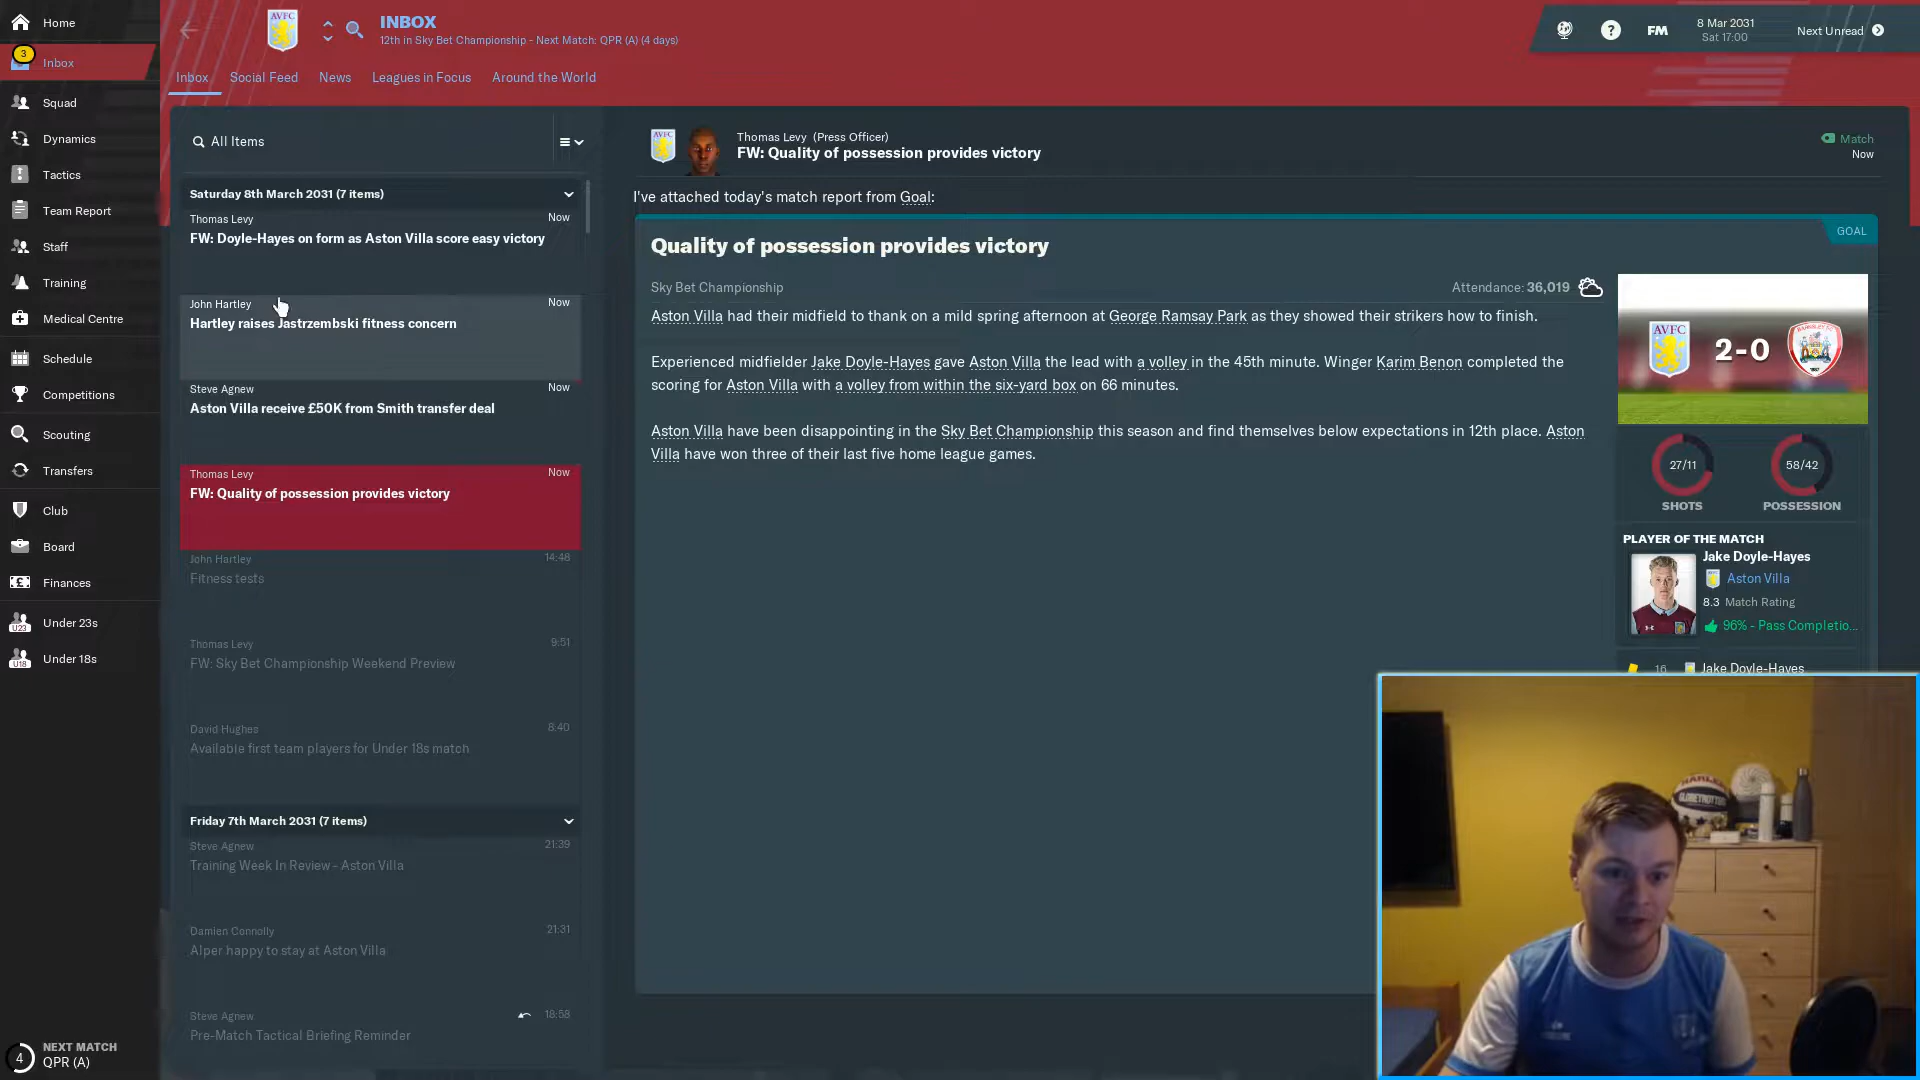 Home
3
Inbox
Squad
Dynamics
Tactics
Team Report
Staff
Training
Medical Centre
Schedule
Competitions
Scouting
Transfers
Club
Board
Finances
U23
Under 23s
U18
Under 18s
4
NEXT MATCH
QPR (A)
AVFC
INBOX
12th in Sky Bet Championship - Next Match: QPR (A) (4 days)
Inbox
Social Feed
News
Leagues in Focus
Around the World
?
FM
8 Mar 2031
Sat 17:00
Next Unread
All Items
Saturday 8th March 2031 (7 items)
Thomas Levy
Now
FW: Doyle-Hayes on form as Aston Villa score easy victory
John Hartley
Now
Hartley raises Jastrzembski fitness concern
Steve Agnew
Now
Aston Villa receive £50K from Smith transfer deal
Thomas Levy
Now
FW: Quality of possession provides victory
John Hartley
14:48
Fitness tests
Thomas Levy
9:51
FW: Sky Bet Championship Weekend Preview
David Hughes
8:40
Available first team players for Under 18s match
Friday 7th March 2031 (7 items)
Steve Agnew
21:39
Training Week In Review - Aston Villa
Damien Connolly
21:31
Alper happy to stay at Aston Villa
Steve Agnew
18:58
Pre-Match Tactical Briefing Reminder
AVFC
Thomas Levy (Press Officer)
FW: Quality of possession provides victory
Match
Now
I've attached today's match report from Goal:
GOAL
Quality of possession provides victory
Sky Bet Championship
Attendance: 36,019
Aston Villa had their midfield to thank on a mild spring afternoon at George Ramsay Park as they showed their strikers how to finish.
Experienced midfielder Jake Doyle-Hayes gave Aston Villa the lead with a volley in the 45th minute. Winger Karim Benon completed the
scoring for Aston Villa with a volley from within the six-yard box on 66 minutes.
Aston Villa have been disappointing in the Sky Bet Championship this season and find themselves below expectations in 12th place. Aston
Villa have won three of their last five home league games.
AVFC
2-0
27/11
SHOTS
58/42
POSSESSION
PLAYER OF THE MATCH
Jake Doyle-Hayes
Aston Villa
8.3 Match Rating
96% - Pass Completio...
16
Jake Doyle-Hayes